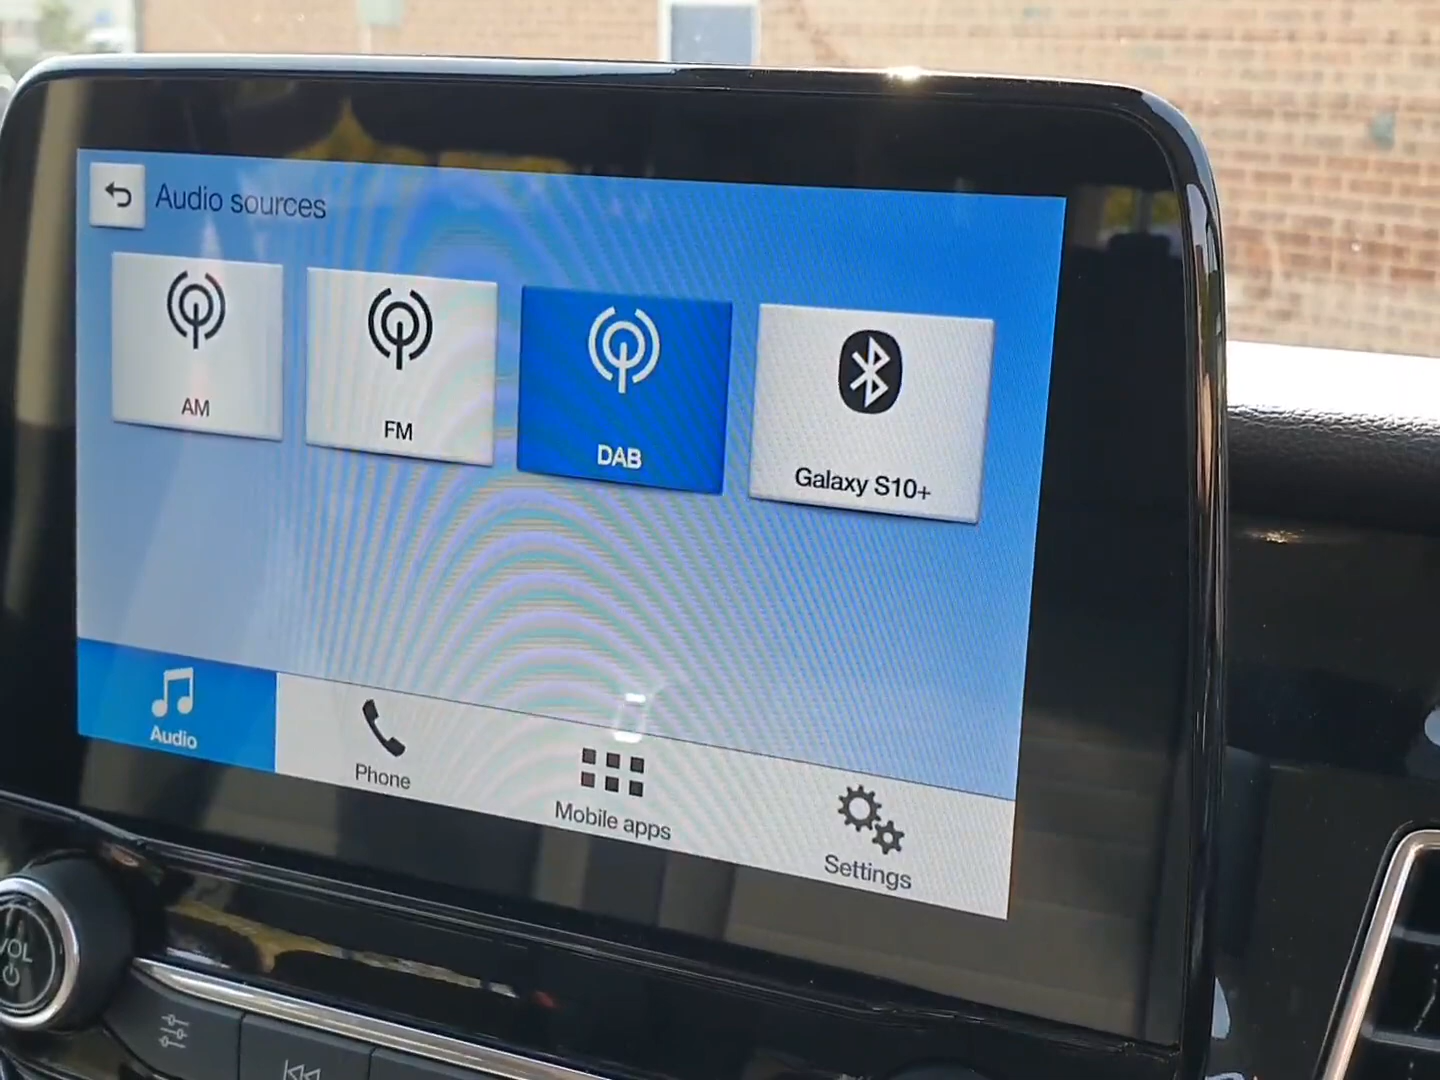 Audio sources
AM
FM
DAB
Galaxy S10+
Audio
Phone
Mobile apps
Settings
VOL